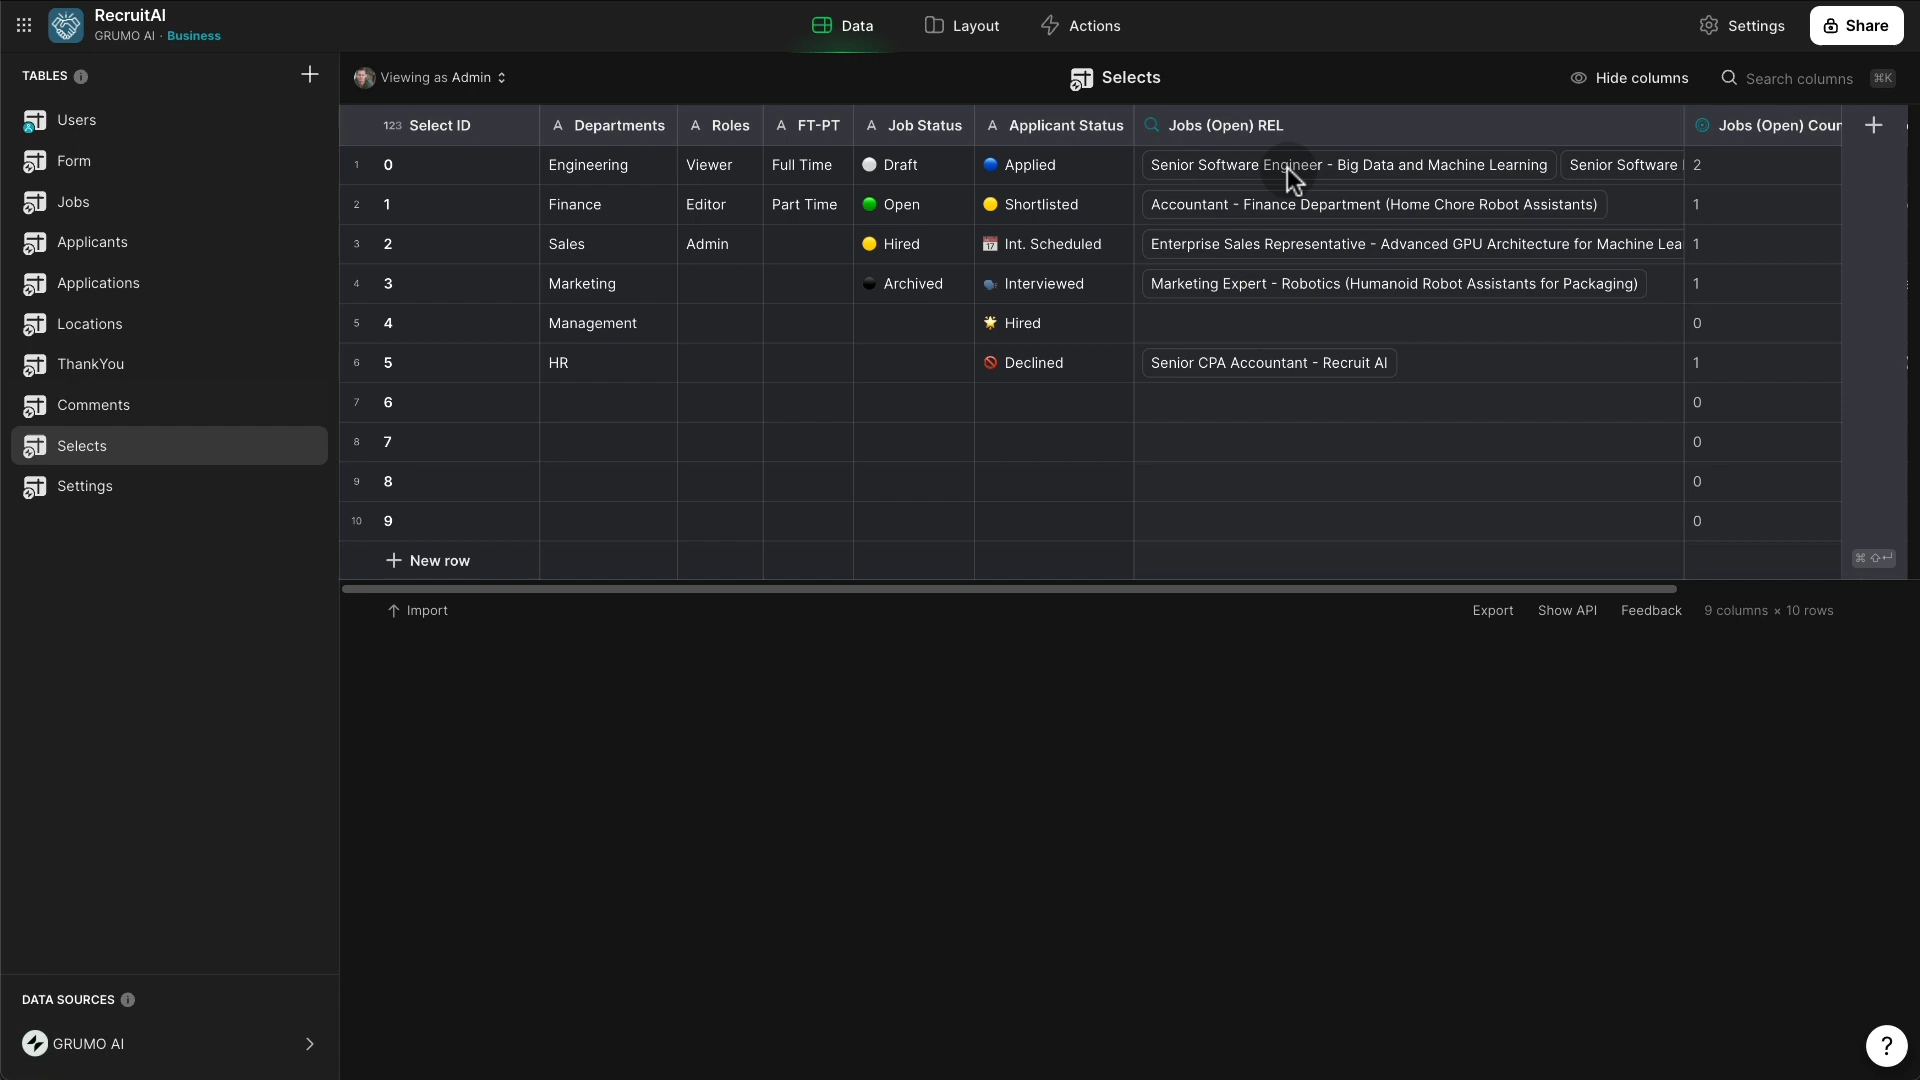 RecruitAI
GRUMO AI · Business
Data
Layout
Actions
Settings
Share
TABLES
Viewing as Admin
Selects
Hide columns
Search columns
⌘K
Users
Form
Jobs
Applicants
Applications
Locations
ThankYou
Comments
Selects
Settings
123 Select ID A Departments A Roles A FT-PT A Job Status A Applicant Status Jobs (Open) REL Jobs (Open) Cour
1 0 Engineering Viewer Full Time Draft Applied Senior Software Engineer - Big Data and Machine Learning Senior Software 2
2 1 Finance Editor Part Time Open Shortlisted Accountant - Finance Department (Home Chore Robot Assistants) 1
3 2 Sales Admin Hired Int. Scheduled Enterprise Sales Representative - Advanced GPU Architecture for Machine Lea 1
4 3 Marketing Archived Interviewed Marketing Expert - Robotics (Humanoid Robot Assistants for Packaging) 1
5 4 Management Hired 0
6 5 HR Declined Senior CPA Accountant - Recruit AI 1
7 6 0
8 7 0
9 8 0
10 9 0
New row
Import
Export Show API Feedback 9 columns × 10 rows
DATA SOURCES
GRUMO AI
?